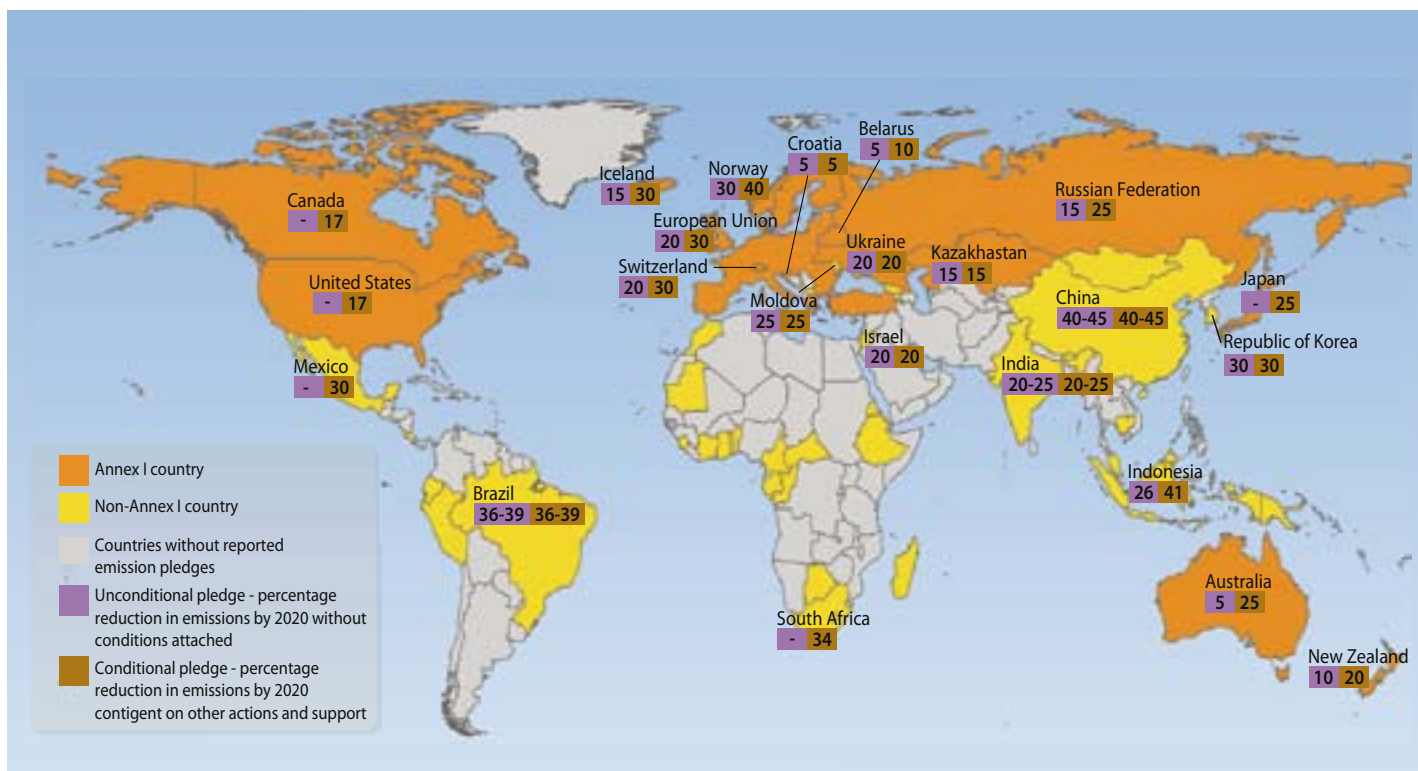 Belarus
5 10
Croatia
5 5
Iceland
15 30
Norway
30 40
Canada
- 17
Russian Federation
15 25
European Union
20 30
Ukraine
20 20
Kazakhastan
15 15
Switzerland
20 30
United States
- 17
Japan
- 25
Moldova
25 25
China
40-45 40-45
Israel
20 20
Republic of Korea
30 30
Mexico
- 30
India
20-25 20-25
Indonesia
26 41
Brazil
36-39 36-39
Australia
5 25
South Africa
- 34
New Zealand
10 20
Annex I country
Non-Annex I country
Countries without reported
emission pledges
Unconditional pledge - percentage
reduction in emissions by 2020 without
conditions attached
Conditional pledge - percentage
reduction in emissions by 2020
contigent on other actions and support